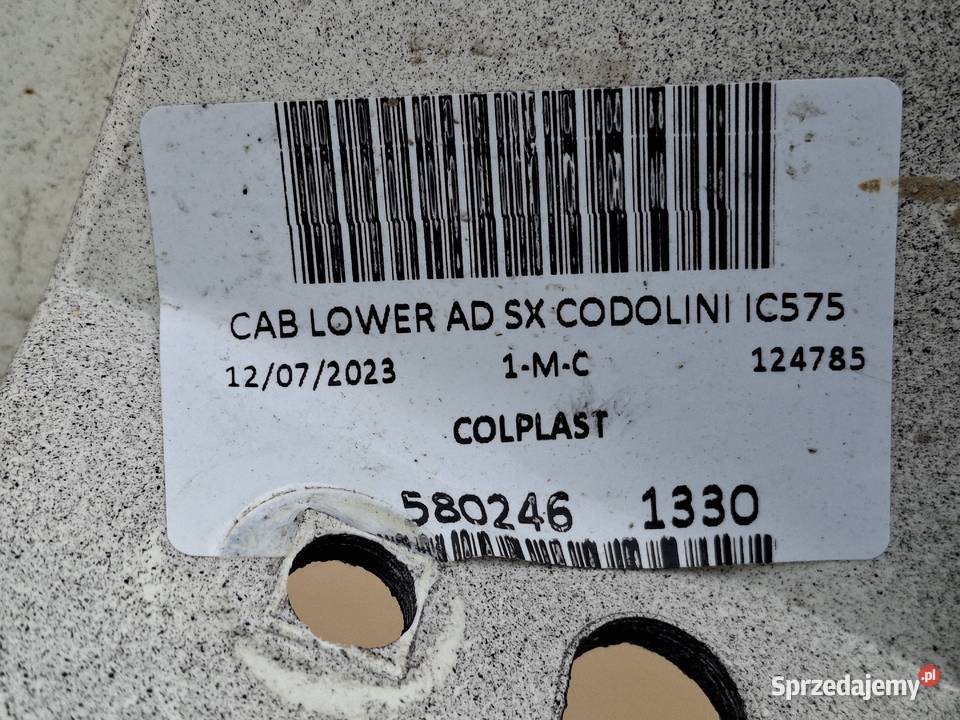 CAB LOWER AD SX CODOLINI IC575
12/07/2023 1-M-C 124785
COLPLAST
580246 1330
Sprzedajemy.pl